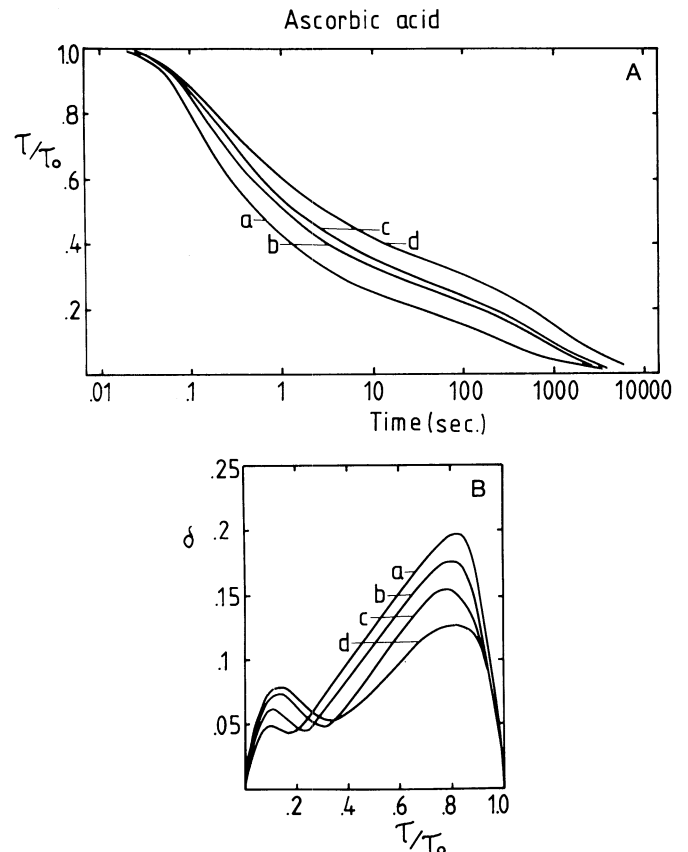 Ascorbic acid
A
1.0
.8
.6
.4
.2
τ/τ₀
a
b
c
d
.01 .1 1 10 100 1000 10000
Time (sec.)
B
.25
.2
.15
.1
.05
δ
a
b
c
d
.2 .4 .6 .8 1.0
τ/τ₀